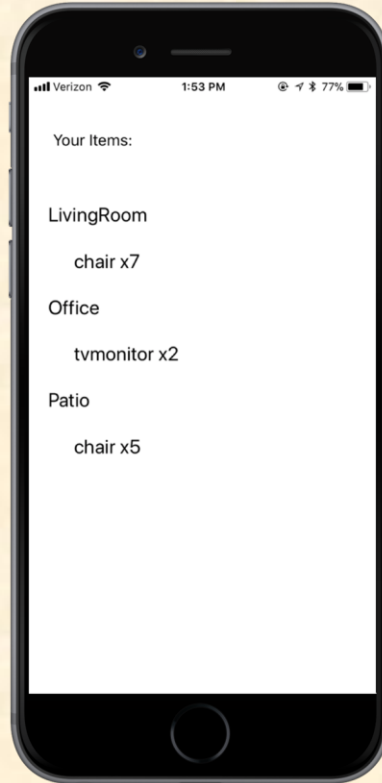 Verizon 1:53 PM 77%
Your Items:
LivingRoom
chair x7
Office
tvmonitor x2
Patio
chair x5